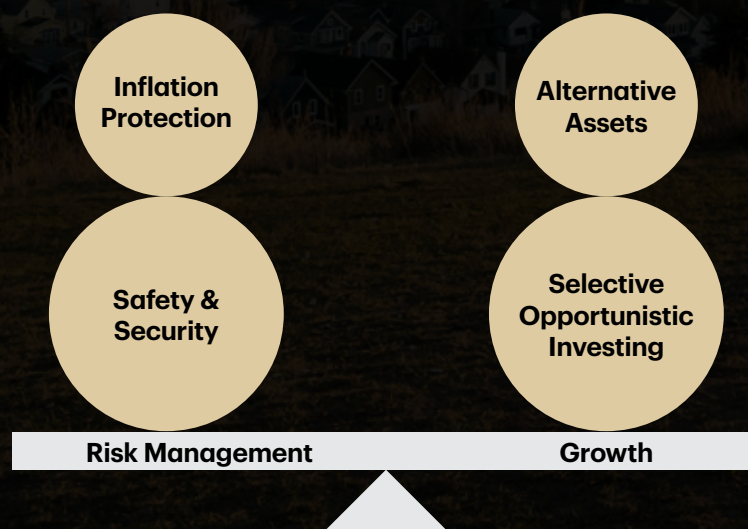 Inflation
Protection
Alternative
Assets
Safety &
Security
Selective
Opportunistic
Investing
Risk Management
Growth